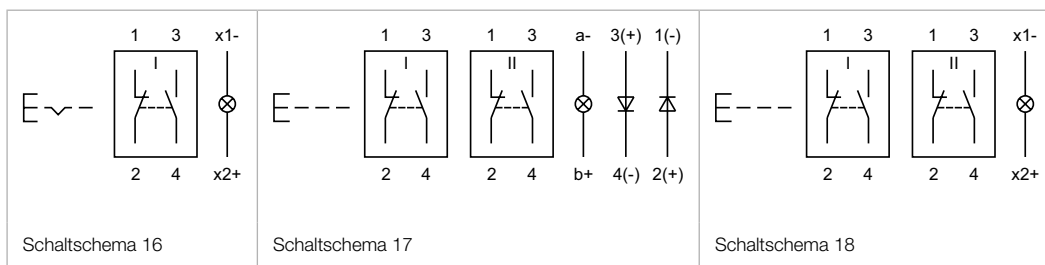 1 3 x1-
I
2 4 x2+
Schaltschema 16
1 3 1 3 a- 3(+) 1(-)
I II
2 4 2 4 b+ 4(-) 2(+)
Schaltschema 17
1 3 1 3 x1-
I II
2 4 2 4 x2+
Schaltschema 18